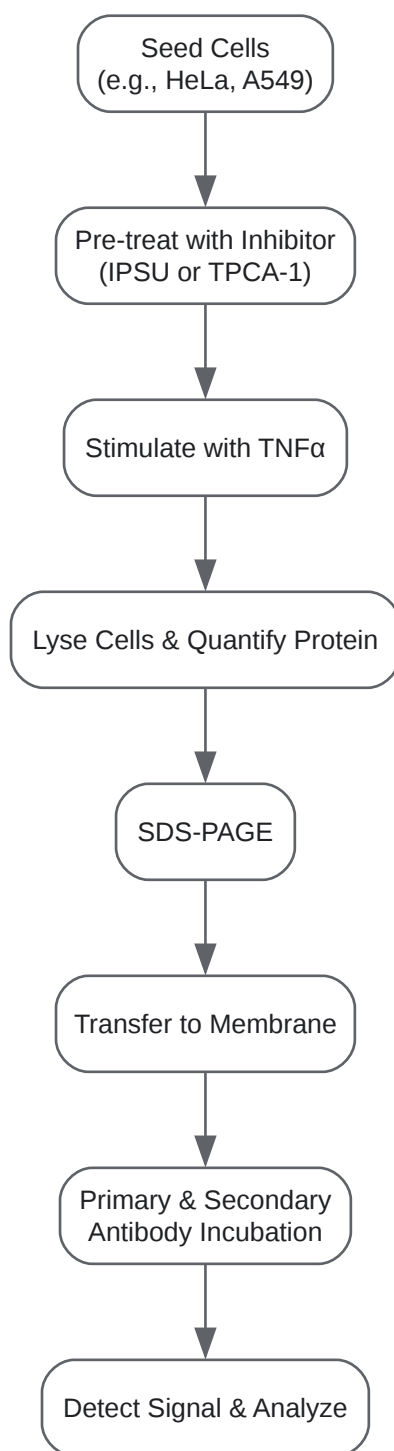 Seed Cells
(e.g., HeLa, A549)
Pre-treat with Inhibitor
(IPSU or TPCA-1)
Stimulate with TNFα
Lyse Cells & Quantify Protein
SDS-PAGE
Transfer to Membrane
Primary & Secondary
Antibody Incubation
Detect Signal & Analyze